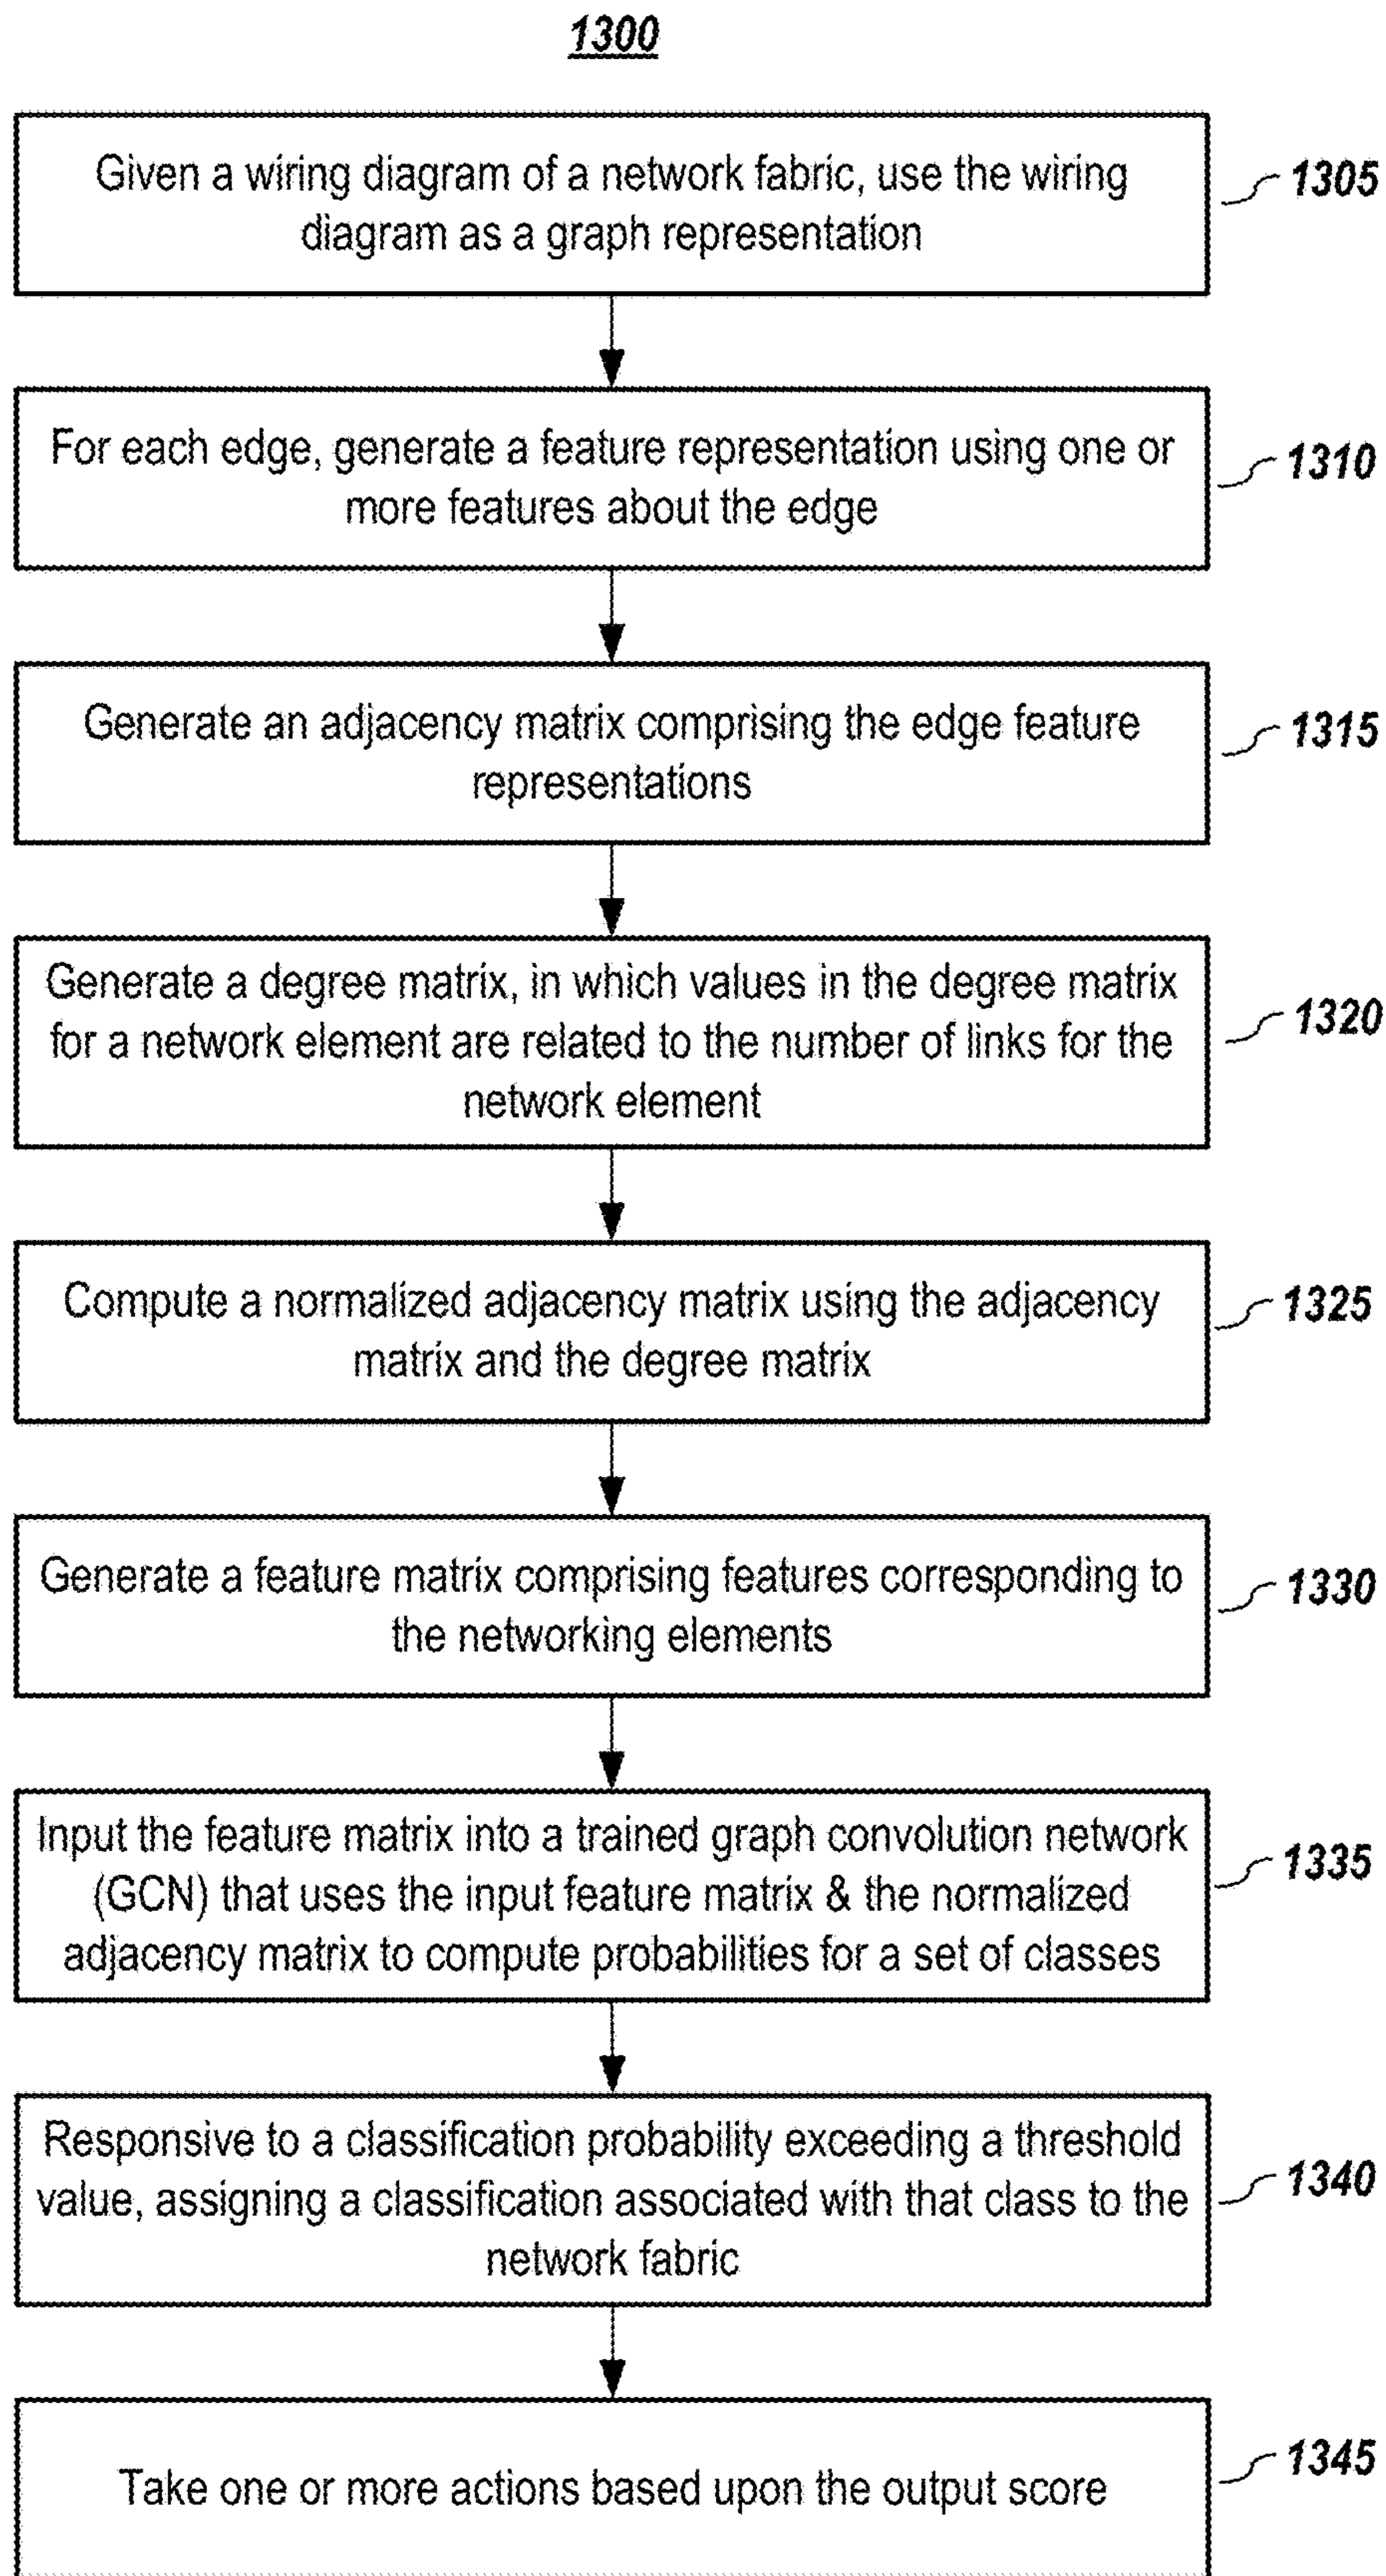 1300
Given a wiring diagram of a network fabric, use the wiring
diagram as a graph representation
1305
For each edge, generate a feature representation using one or
more features about the edge
1310
Generate an adjacency matrix comprising the edge feature
representations
1315
Generate a degree matrix, in which values in the degree matrix
for a network element are related to the number of links for the
network element
1320
Compute a normalized adjacency matrix using the adjacency
matrix and the degree matrix
1325
Generate a feature matrix comprising features corresponding to
the networking elements
1330
Input the feature matrix into a trained graph convolution network
(GCN) that uses the input feature matrix & the normalized
adjacency matrix to compute probabilities for a set of classes
1335
Responsive to a classification probability exceeding a threshold
value, assigning a classification associated with that class to the
network fabric
1340
Take one or more actions based upon the output score
1345